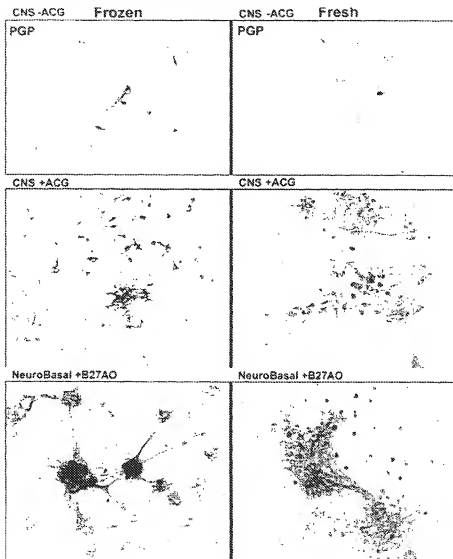 CNS -ACG Frozen CNS -ACG Fresh
PGP PGP
CNS +ACG CNS +ACG
NeuroBasal +B27AO NeuroBasal +B27AO